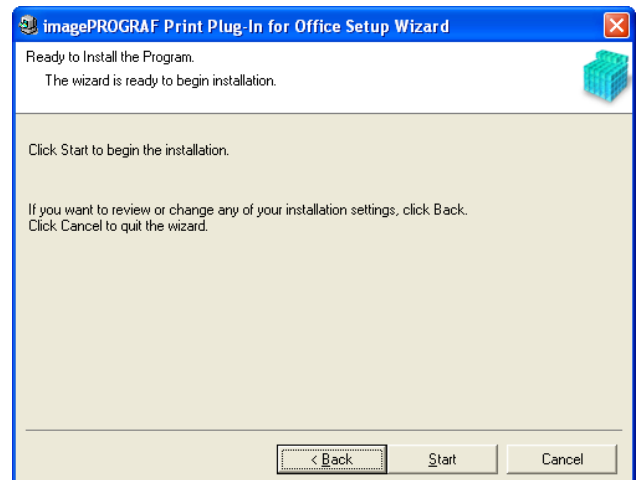 imagePROGRAF Print Plug-In for Office Setup Wizard
Ready to Install the Program.
The wizard is ready to begin installation.
Click Start to begin the installation.
If you want to review or change any of your installation settings, click Back.
Click Cancel to quit the wizard.
< Back
Start
Cancel